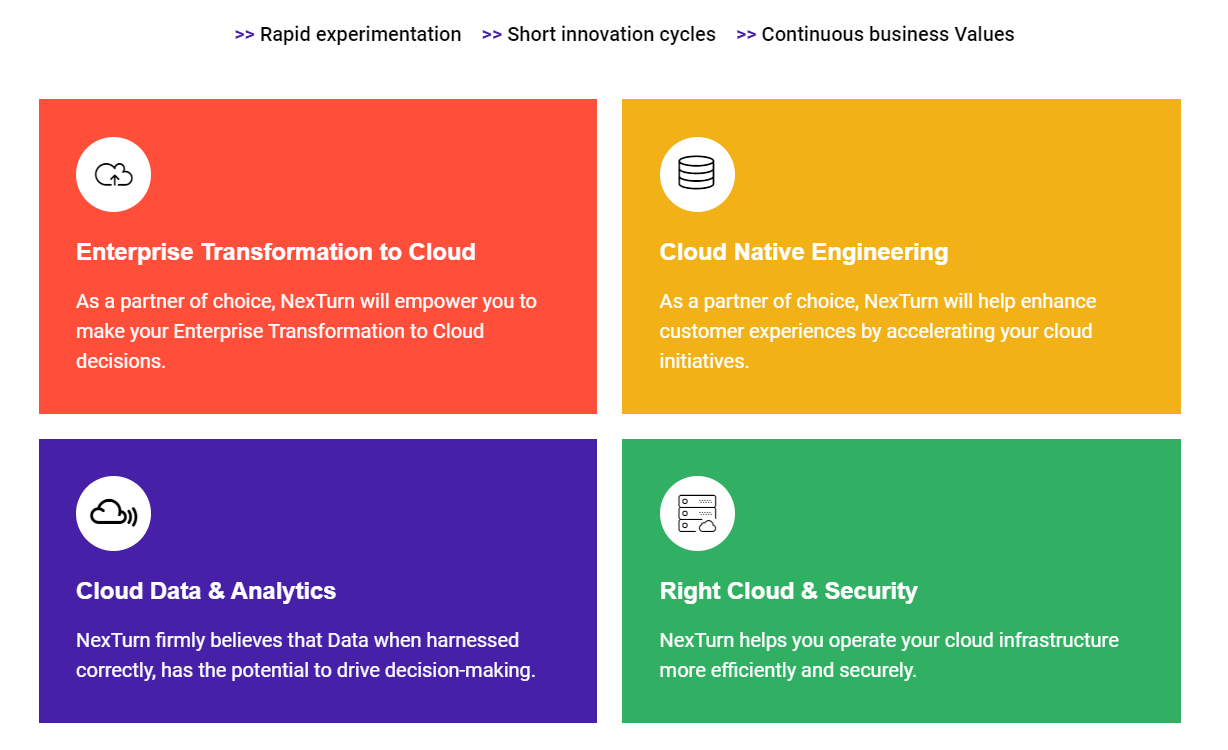 >> Rapid experimentation >> Short innovation cycles >> Continuous business Values
Enterprise Transformation to Cloud
As a partner of choice, NexTurn will empower you to
make your Enterprise Transformation to Cloud
decisions.
Cloud Native Engineering
As a partner of choice, NexTurn will help enhance
customer experiences by accelerating your cloud
initiatives.
Cloud Data & Analytics
NexTurn firmly believes that Data when harnessed
correctly, has the potential to drive decision-making.
Right Cloud & Security
NexTurn helps you operate your cloud infrastructure
more efficiently and securely.